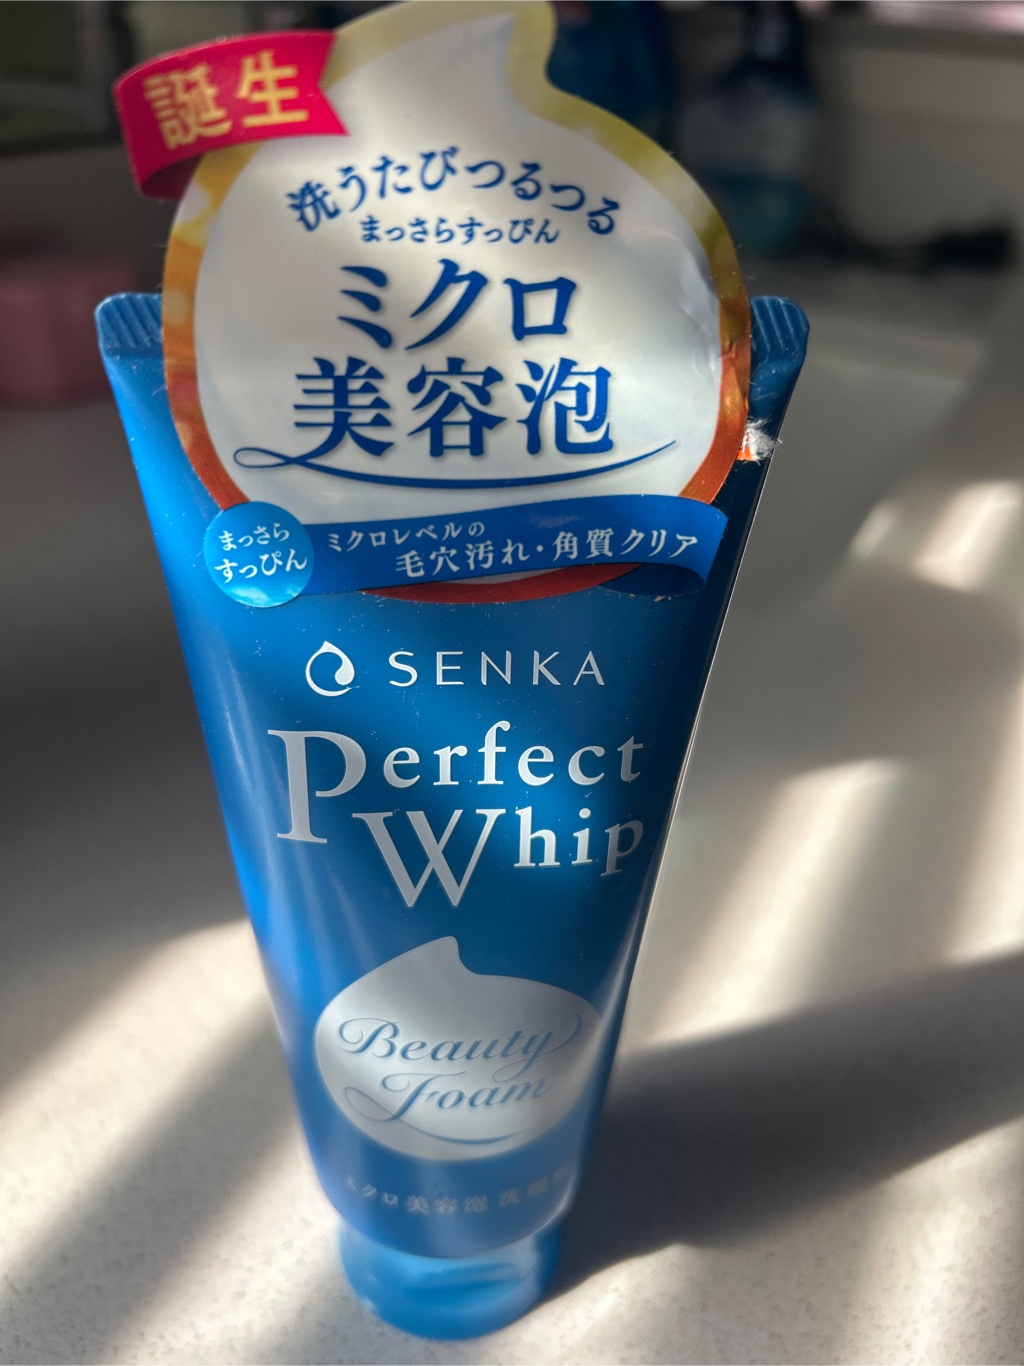 誕生
洗うたびつるつる
まっさらすっぴん
ミクロ
美容泡
まっさら
すっぴん
ミクロレベルの
毛穴汚れ・角質クリア
SENKA
Perfect
Whip
Beauty
Foam
ミクロ美容泡